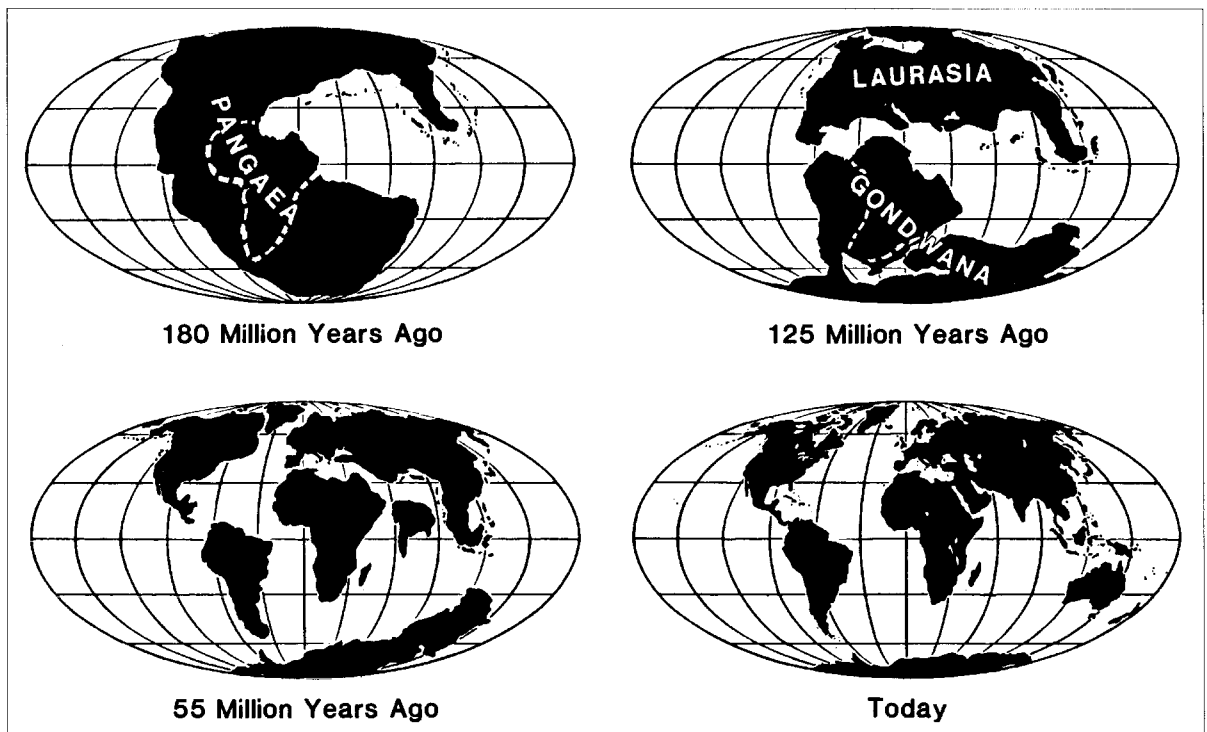 PANGAEA
180 Million Years Ago
LAURASIA
GONDWANA
125 Million Years Ago
55 Million Years Ago
Today